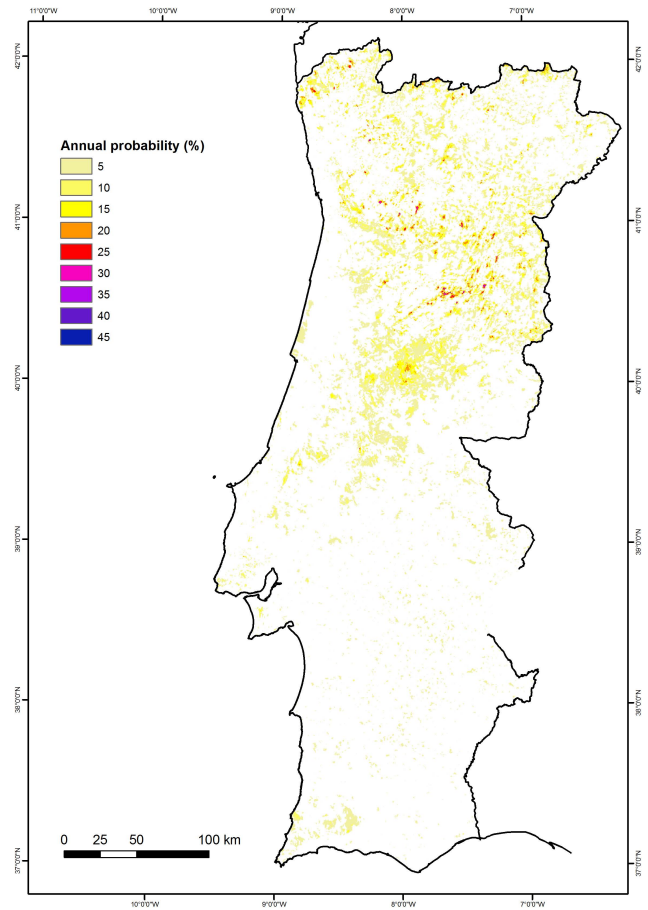 11°0'0"W 10°0'0"W 9°0'0"W 8°0'0"W 7°0'0"W
42°0'0"N 42°0'0"N
Annual probability (%)
5
10
15
20
25
30
35
40
45
41°0'0"N 41°0'0"N
40°0'0"N 40°0'0"N
39°0'0"N 39°0'0"N
38°0'0"N 38°0'0"N
0 25 50 100 km
37°0'0"N 37°0'0"N
10°0'0"W 9°0'0"W 8°0'0"W 7°0'0"W